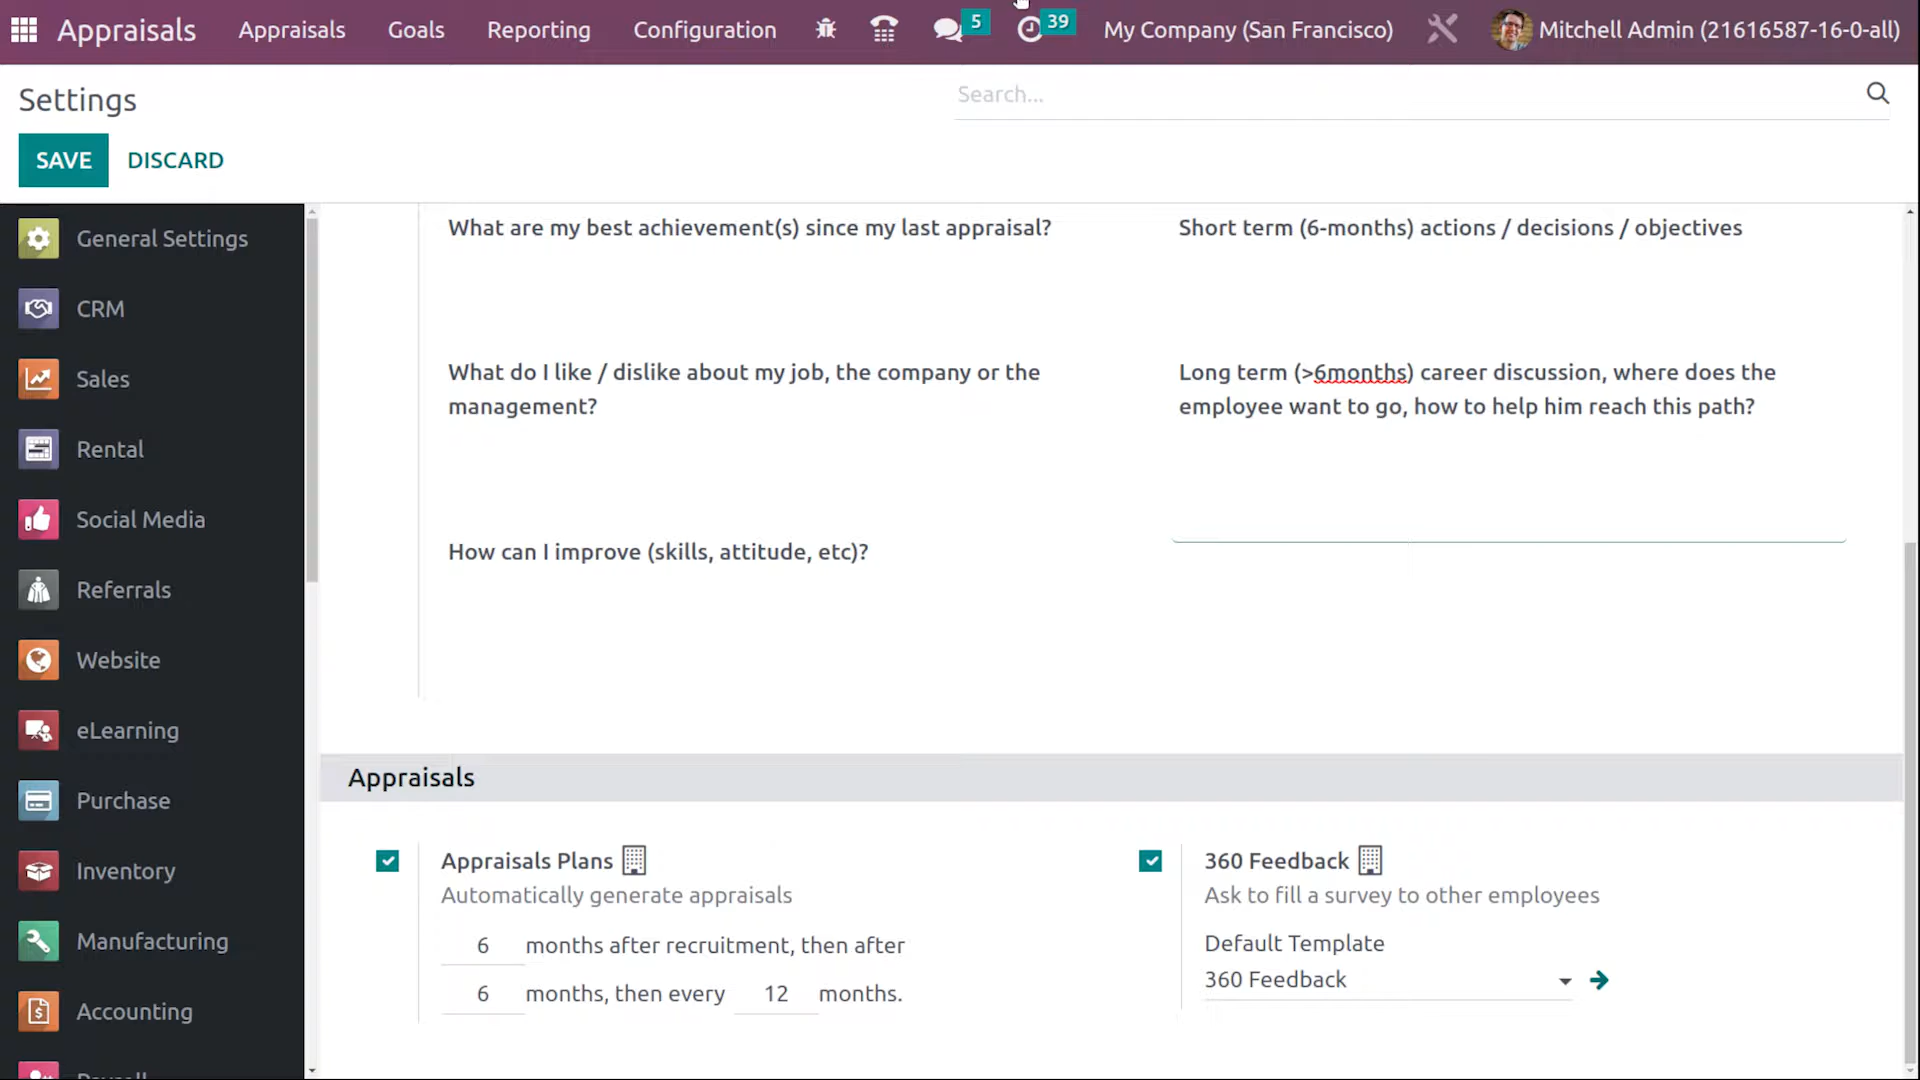 Appraisals Appraisals Goals Reporting Configuration 5 39 My Company (San Francisco) Mitchell Admin (21616587-16-0-all)
Settings
Search...
SAVE DISCARD
General Settings
CRM
Sales
Rental
Social Media
Referrals
Website
eLearning
Purchase
Inventory
Manufacturing
Accounting
What are my best achievement(s) since my last appraisal?
What do I like / dislike about my job, the company or the
management?
How can I improve (skills, attitude, etc)?
Short term (6-months) actions / decisions / objectives
Long term (>6months) career discussion, where does the
employee want to go, how to help him reach this path?
Appraisals
Appraisals Plans
Automatically generate appraisals
6 months after recruitment, then after
6 months, then every 12 months.
360 Feedback
Ask to fill a survey to other employees
Default Template
360 Feedback